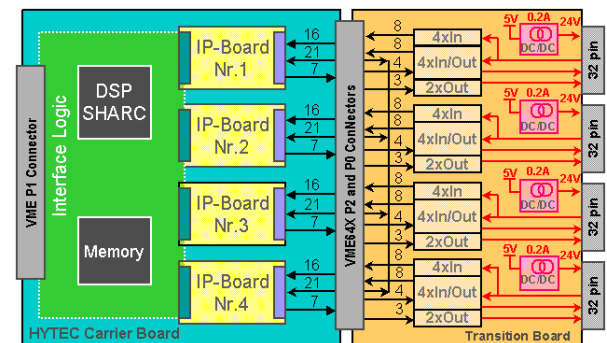 VME P1 Connector
Interface Logic
DSP
SHARC
Memory
HYTEC Carrier Board
IP-Board
Nr.1
16
21
7
IP-Board
Nr.2
16
21
7
IP-Board
Nr.3
16
21
7
IP-Board
Nr.4
16
21
7
VME64X P2 and P0 CoNNectors
8
8
4
3
4xIn
4xIn/Out
2xOut
5V
0.2A
24V
DC/DC
32 pin
8
8
4
3
4xIn
4xIn/Out
2xOut
5V
0.2A
24V
DC/DC
32 pin
8
8
4
3
4xIn
4xIn/Out
2xOut
5V
0.2A
24V
DC/DC
32 pin
8
8
4
3
4xIn
4xIn/Out
2xOut
5V
0.2A
24V
DC/DC
32 pin
Transition Board